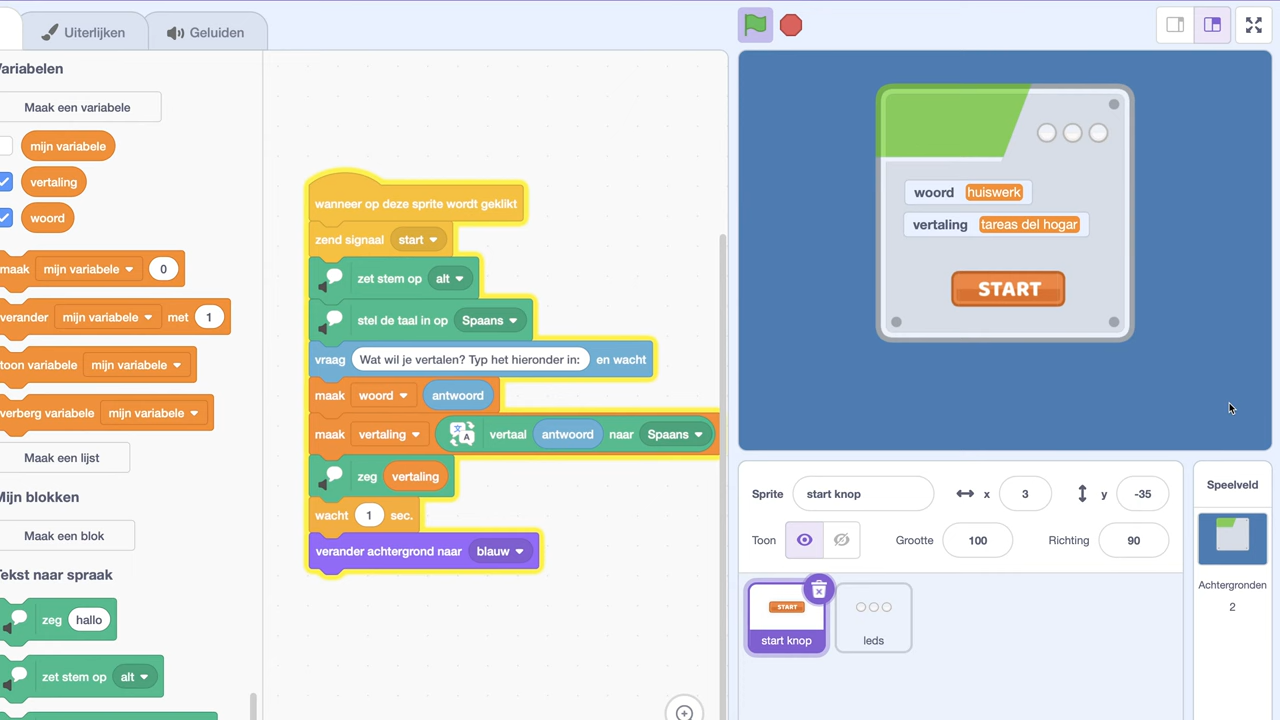 Uiterlijken
Geluiden
Variabelen
Maak een variabele
mijn variabele
vertaling
woord
maak mijn variabele 0
verander mijn variabele met 1
toon variabele mijn variabele
verberg variabele mijn variabele
Maak een lijst
Mijn blokken
Maak een blok
Tekst naar spraak
zeg hallo
zet stem op alt
wanneer op deze sprite wordt geklikt
zend signaal start
zet stem op alt
stel de taal in op Spaans
vraag Wat wil je vertalen? Typ het hieronder in: en wacht
maak woord antwoord
maak vertaling vertaal antwoord naar Spaans
zeg vertaling
wacht 1 sec.
verander achtergrond naar blauw
woord huiswerk
vertaling tareas del hogar
START
Sprite start knop x 3 y -35
Toon Grootte 100 Richting 90
START
start knop
leds
Speelveld
Achtergronden
2